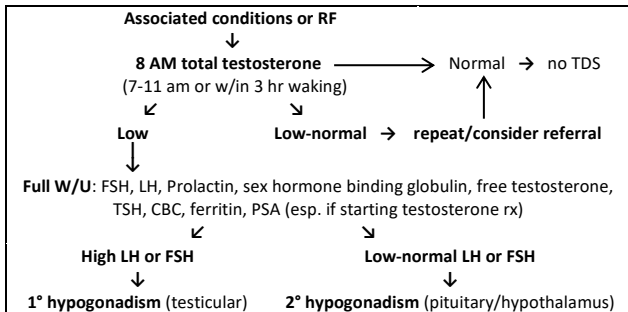 Associated conditions or RF
↓
8 AM total testosterone → Normal → no TDS
(7-11 am or w/in 3 hr waking) ↑
↙ ↘
Low Low-normal → repeat/consider referral
↓
Full W/U: FSH, LH, Prolactin, sex hormone binding globulin, free testosterone,
TSH, CBC, ferritin, PSA (esp. if starting testosterone rx)
↙ ↘
High LH or FSH Low-normal LH or FSH
↓ ↓
1° hypogonadism (testicular) 2° hypogonadism (pituitary/hypothalamus)